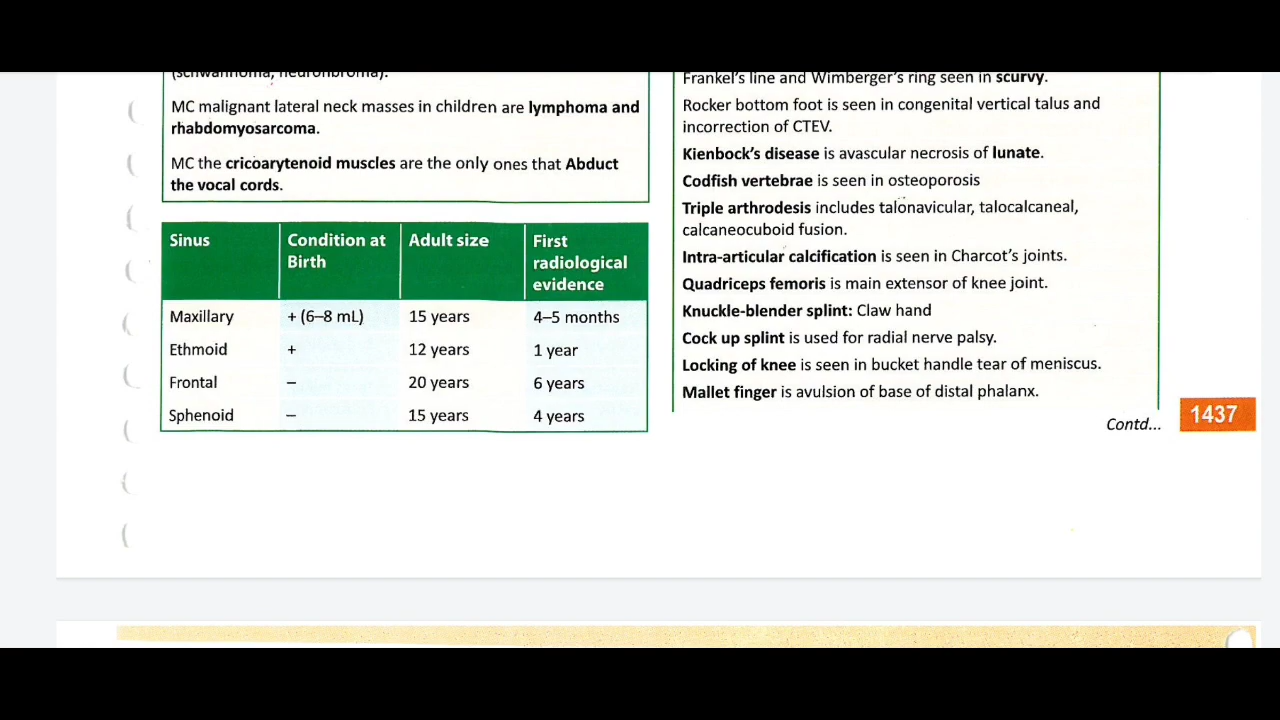 (schwannoma, neurofibroma).
MC malignant lateral neck masses in children are lymphoma and
rhabdomyosarcoma.
MC the cricoarytenoid muscles are the only ones that Abduct
the vocal cords.
Sinus | Condition at Birth | Adult size | First radiological evidence
Maxillary | + (6–8 mL) | 15 years | 4–5 months
Ethmoid | + | 12 years | 1 year
Frontal | – | 20 years | 6 years
Sphenoid | – | 15 years | 4 years
Frankel's line and Wimberger's ring seen in scurvy.
Rocker bottom foot is seen in congenital vertical talus and
incorrection of CTEV.
Kienbock's disease is avascular necrosis of lunate.
Codfish vertebrae is seen in osteoporosis
Triple arthrodesis includes talonavicular, talocalcaneal,
calcaneocuboid fusion.
Intra-articular calcification is seen in Charcot's joints.
Quadriceps femoris is main extensor of knee joint.
Knuckle-blender splint: Claw hand
Cock up splint is used for radial nerve palsy.
Locking of knee is seen in bucket handle tear of meniscus.
Mallet finger is avulsion of base of distal phalanx.
Contd...
1437